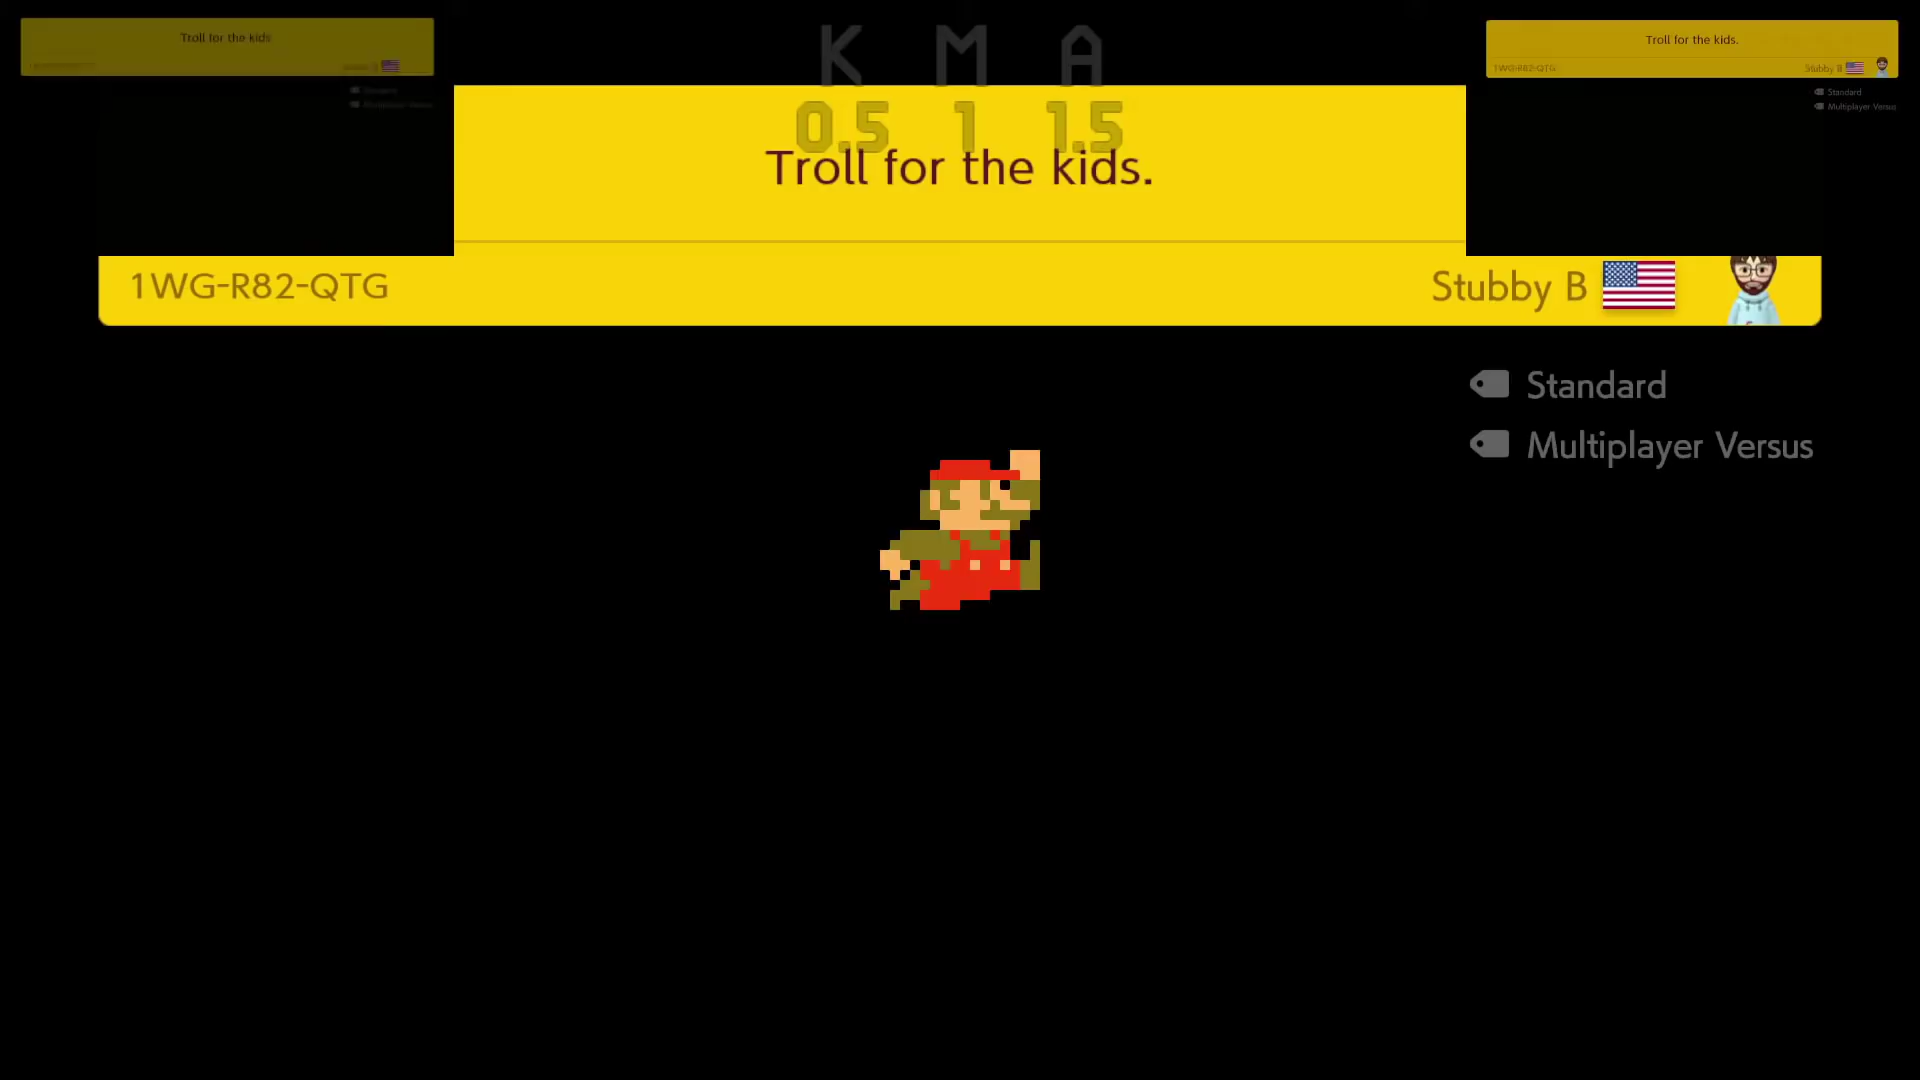 Troll for the kids
K M A
Troll for the kids.
1WG-R82-QTG
Stubby B
Standard
Multiplayer Versus
0.5 1 1.5
Troll for the kids.
1WG-R82-QTG
Stubby B
Standard
Multiplayer Versus